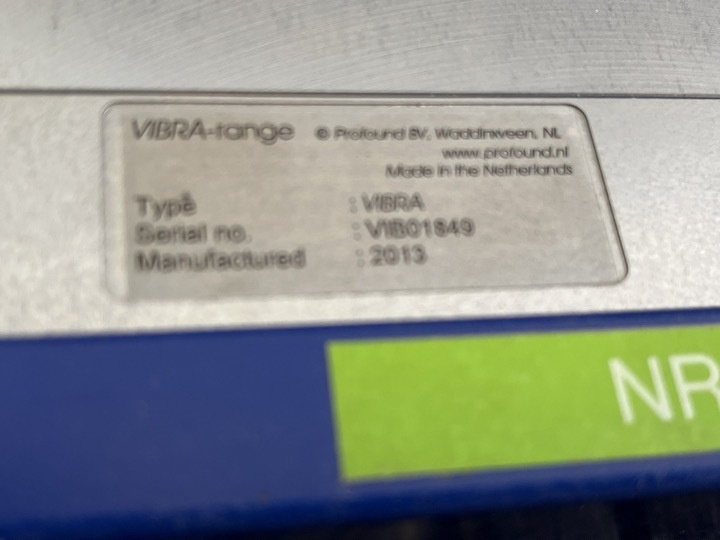 VIBRA-range © Profound BV, Waddinxveen, NL
www.profound.nl
Made in the Netherlands
Type : VIBRA
Serial no. : VIB01849
Manufactured : 2013
NR